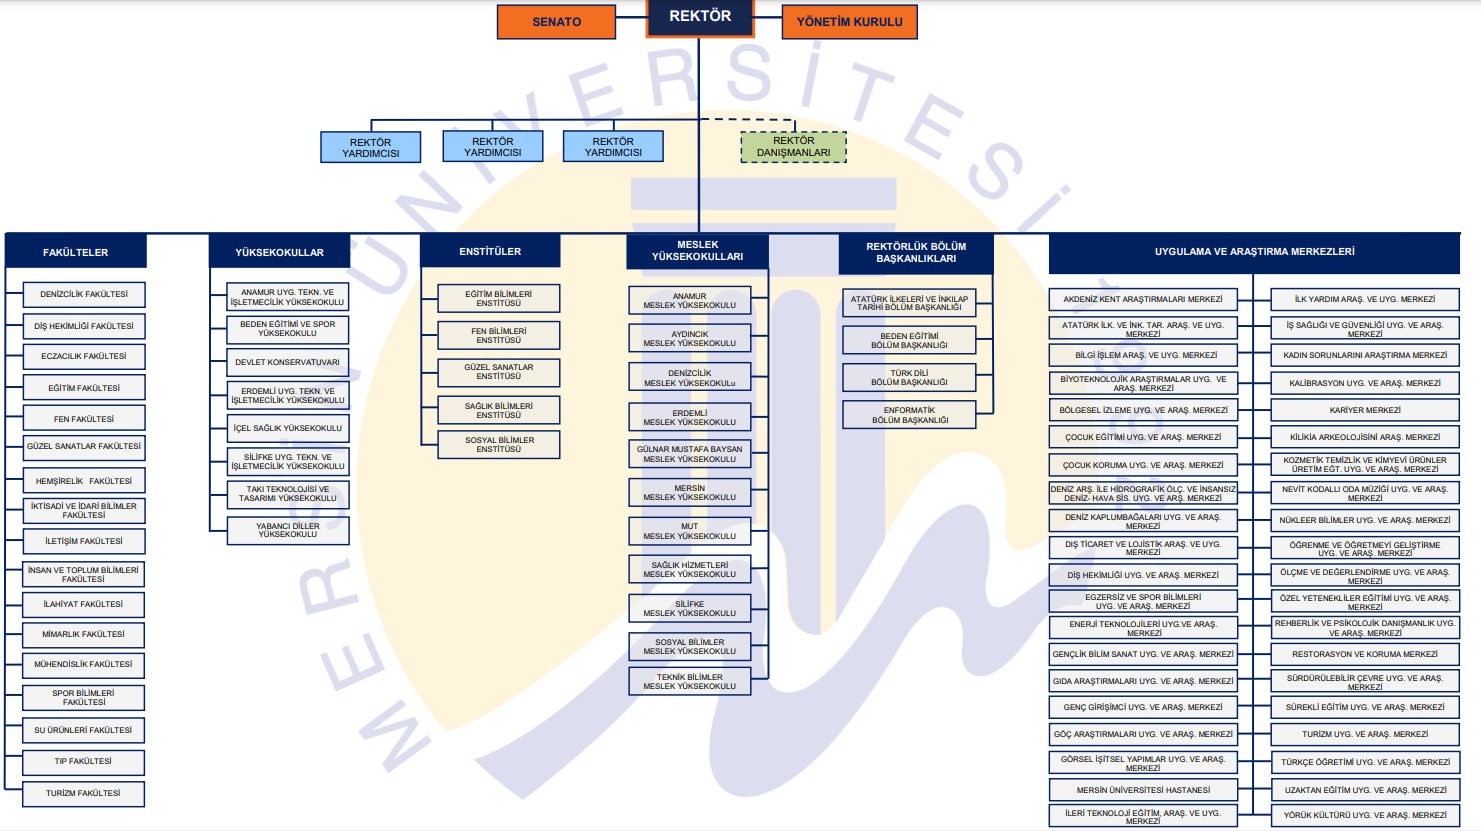 SENATO
REKTÖR
YÖNETİM KURULU
REKTÖR
YARDIMCISI
REKTÖR
YARDIMCISI
REKTÖR
YARDIMCISI
REKTÖR
DANIŞMANLARI
FAKÜLTELER
DENİZCİLİK FAKÜLTESİ
DİŞ HEKİMLİĞİ FAKÜLTESİ
ECZACILIK FAKÜLTESİ
EĞİTİM FAKÜLTESİ
FEN FAKÜLTESİ
GÜZEL SANATLAR FAKÜLTESİ
HEMŞİRELİK FAKÜLTESİ
İKTİSADİ VE İDARİ BİLİMLER
FAKÜLTESİ
İLETİŞİM FAKÜLTESİ
İNSAN VE TOPLUM BİLİMLERİ
FAKÜLTESİ
İLAHİYAT FAKÜLTESİ
MİMARLIK FAKÜLTESİ
MÜHENDİSLİK FAKÜLTESİ
SPOR BİLİMLERİ
FAKÜLTESİ
SU ÜRÜNLERİ FAKÜLTESİ
TIP FAKÜLTESİ
TURİZM FAKÜLTESİ
YÜKSEKOKULLAR
ANAMUR UYG. TEKN. VE
İŞLETMECİLİK YÜKSEKOKULU
BEDEN EĞİTİMİ VE SPOR
YÜKSEKOKULU
DEVLET KONSERVATUVARI
ERDEMLİ UYG. TEKN. VE
İŞLETMECİLİK YÜKSEKOKULU
İÇEL SAĞLIK YÜKSEKOKULU
SİLİFKE UYG. TEKN. VE
İŞLETMECİLİK YÜKSEKOKULU
TAKI TEKNOLOJİSİ VE
TASARIMI YÜKSEKOKULU
YABANCI DİLLER
YÜKSEKOKULU
ENSTİTÜLER
EĞİTİM BİLİMLERİ
ENSTİTÜSÜ
FEN BİLİMLERİ
ENSTİTÜSÜ
GÜZEL SANATLAR
ENSTİTÜSÜ
SAĞLIK BİLİMLERİ
ENSTİTÜSÜ
SOSYAL BİLİMLER
ENSTİTÜSÜ
MESLEK
YÜKSEKOKULLARI
ANAMUR
MESLEK YÜKSEKOKULU
AYDINCIK
MESLEK YÜKSEKOKULU
DENİZCİLİK
MESLEK YÜKSEKOKULu
ERDEMLİ
MESLEK YÜKSEKOKULU
GÜLNAR MUSTAFA BAYSAN
MESLEK YÜKSEKOKULU
MERSİN
MESLEK YÜKSEKOKULU
MUT
MESLEK YÜKSEKOKULU
SAĞLIK HİZMETLERİ
MESLEK YÜKSEKOKULU
SİLİFKE
MESLEK YÜKSEKOKULU
SOSYAL BİLİMLER
MESLEK YÜKSEKOKULU
TEKNİK BİLİMLER
MESLEK YÜKSEKOKULU
REKTÖRLÜK BÖLÜM
BAŞKANLIKLARI
ATATÜRK İLKELERİ VE İNKILAP
TARİHİ BÖLÜM BAŞKANLIĞI
BEDEN EĞİTİMİ
BÖLÜM BAŞKANLIĞI
TÜRK DİLİ
BÖLÜM BAŞKANLIĞI
ENFORMATİK
BÖLÜM BAŞKANLIĞI
UYGULAMA VE ARAŞTIRMA MERKEZLERİ
AKDENİZ KENT ARAŞTIRMALARI MERKEZİ
ATATÜRK İLK. VE İNK. TAR. ARAŞ. VE UYG.
MERKEZİ
BİLGİ İŞLEM ARAŞ. VE UYG. MERKEZİ
BİYOTEKNOLOJİK ARAŞTIRMALAR UYG. VE
ARAŞ. MERKEZİ
BÖLGESEL İZLEME UYG. VE ARAŞ. MERKEZİ
ÇOCUK EĞİTİMİ UYG. VE ARAŞ. MERKEZİ
ÇOCUK KORUMA UYG. VE ARAŞ. MERKEZİ
DENİZ ARŞ. İLE HİDROGRAFİK ÖLÇ. VE İNSANSIZ
DENİZ- HAVA SİS. UYG. VE ARŞ. MERKEZİ
DENİZ KAPLUMBAĞALARI UYG. VE ARAŞ.
MERKEZİ
DIŞ TİCARET VE LOJİSTİK ARAŞ. VE UYG.
MERKEZİ
DİŞ HEKİMLİĞİ UYG. VE ARAŞ. MERKEZİ
EGZERSİZ VE SPOR BİLİMLERİ
UYG. VE ARAŞ. MERKEZİ
ENERJİ TEKNOLOJİLERİ UYG.VE ARAŞ.
MERKEZİ
GENÇLİK BİLİM SANAT UYG. VE ARAŞ. MERKEZİ
GIDA ARAŞTIRMALARI UYG. VE ARAŞ. MERKEZİ
GENÇ GİRİŞİMCİ UYG. VE ARAŞ. MERKEZİ
GÖÇ ARAŞTIRMALARI UYG. VE ARAŞ. MERKEZİ
GÖRSEL İŞİTSEL YAPIMLAR UYG. VE ARAŞ.
MERKEZİ
MERSİN ÜNİVERSİTESİ HASTANESİ
İLERİ TEKNOLOJİ EĞİTİM, ARAŞ. VE UYG.
MERKEZİ
İLK YARDIM ARAŞ. VE UYG. MERKEZİ
İŞ SAĞLIĞI VE GÜVENLİĞİ UYG. VE ARAŞ.
MERKEZİ
KADIN SORUNLARINI ARAŞTIRMA MERKEZİ
KALİBRASYON UYG. VE ARAŞ. MERKEZİ
KARİYER MERKEZİ
KİLİKİA ARKEOLOJİSİNİ ARAŞ. MERKEZİ
KOZMETİK TEMİZLİK VE KİMYEVİ ÜRÜNLER
ÜRETİM EĞT. UYG. VE ARAŞ. MERKEZİ
NEVİT KODALLI ODA MÜZİĞİ UYG. VE ARAŞ.
MERKEZİ
NÜKLEER BİLİMLER UYG. VE ARAŞ. MERKEZİ
ÖĞRENME VE ÖĞRETMEYİ GELİŞTİRME
UYG. VE ARAŞ. MERKEZİ
ÖLÇME VE DEĞERLENDİRME UYG. VE ARAŞ.
MERKEZİ
ÖZEL YETENEKLİLER EĞİTİMİ UYG. VE ARAŞ.
MERKEZİ
REHBERLİK VE PSİKOLOJİK DANIŞMANLIK UYG.
VE ARAŞ. MERKEZİ
RESTORASYON VE KORUMA MERKEZİ
SÜRDÜRÜLEBİLİR ÇEVRE UYG. VE ARAŞ.
MERKEZİ
SÜREKLİ EĞİTİM UYG. VE ARAŞ. MERKEZİ
TURİZM UYG. VE ARAŞ. MERKEZİ
TÜRKÇE ÖĞRETİMİ UYG. VE ARAŞ. MERKEZİ
UZAKTAN EĞİTİM UYG. VE ARAŞ. MERKEZİ
YÖRÜK KÜLTÜRÜ UYG. VE ARAŞ. MERKEZİ
MERSİN ÜNİVERSİTESİ